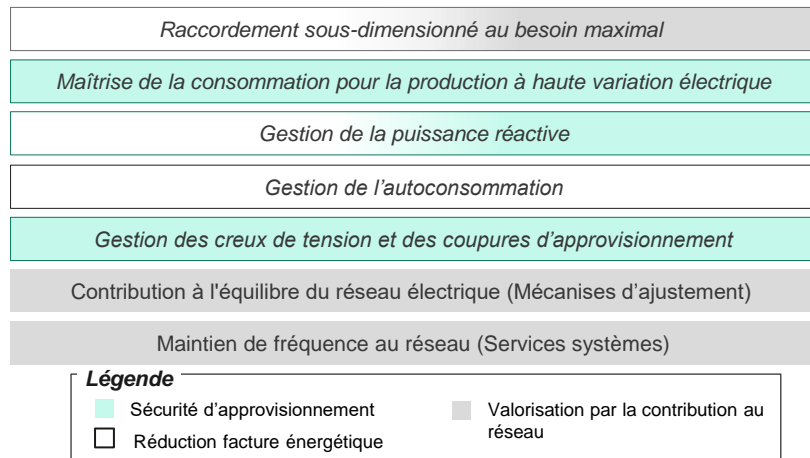 Raccordement sous-dimensionné au besoin maximal
Maîtrise de la consommation pour la production à haute variation électrique
Gestion de la puissance réactive
Gestion de l'autoconsommation
Gestion des creux de tension et des coupures d'approvisionnement
Contribution à l'équilibre du réseau électrique (Mécanises d'ajustement)
Maintien de fréquence au réseau (Services systèmes)
Légende
Sécurité d'approvisionnement
Réduction facture énergétique
Valorisation par la contribution au
réseau